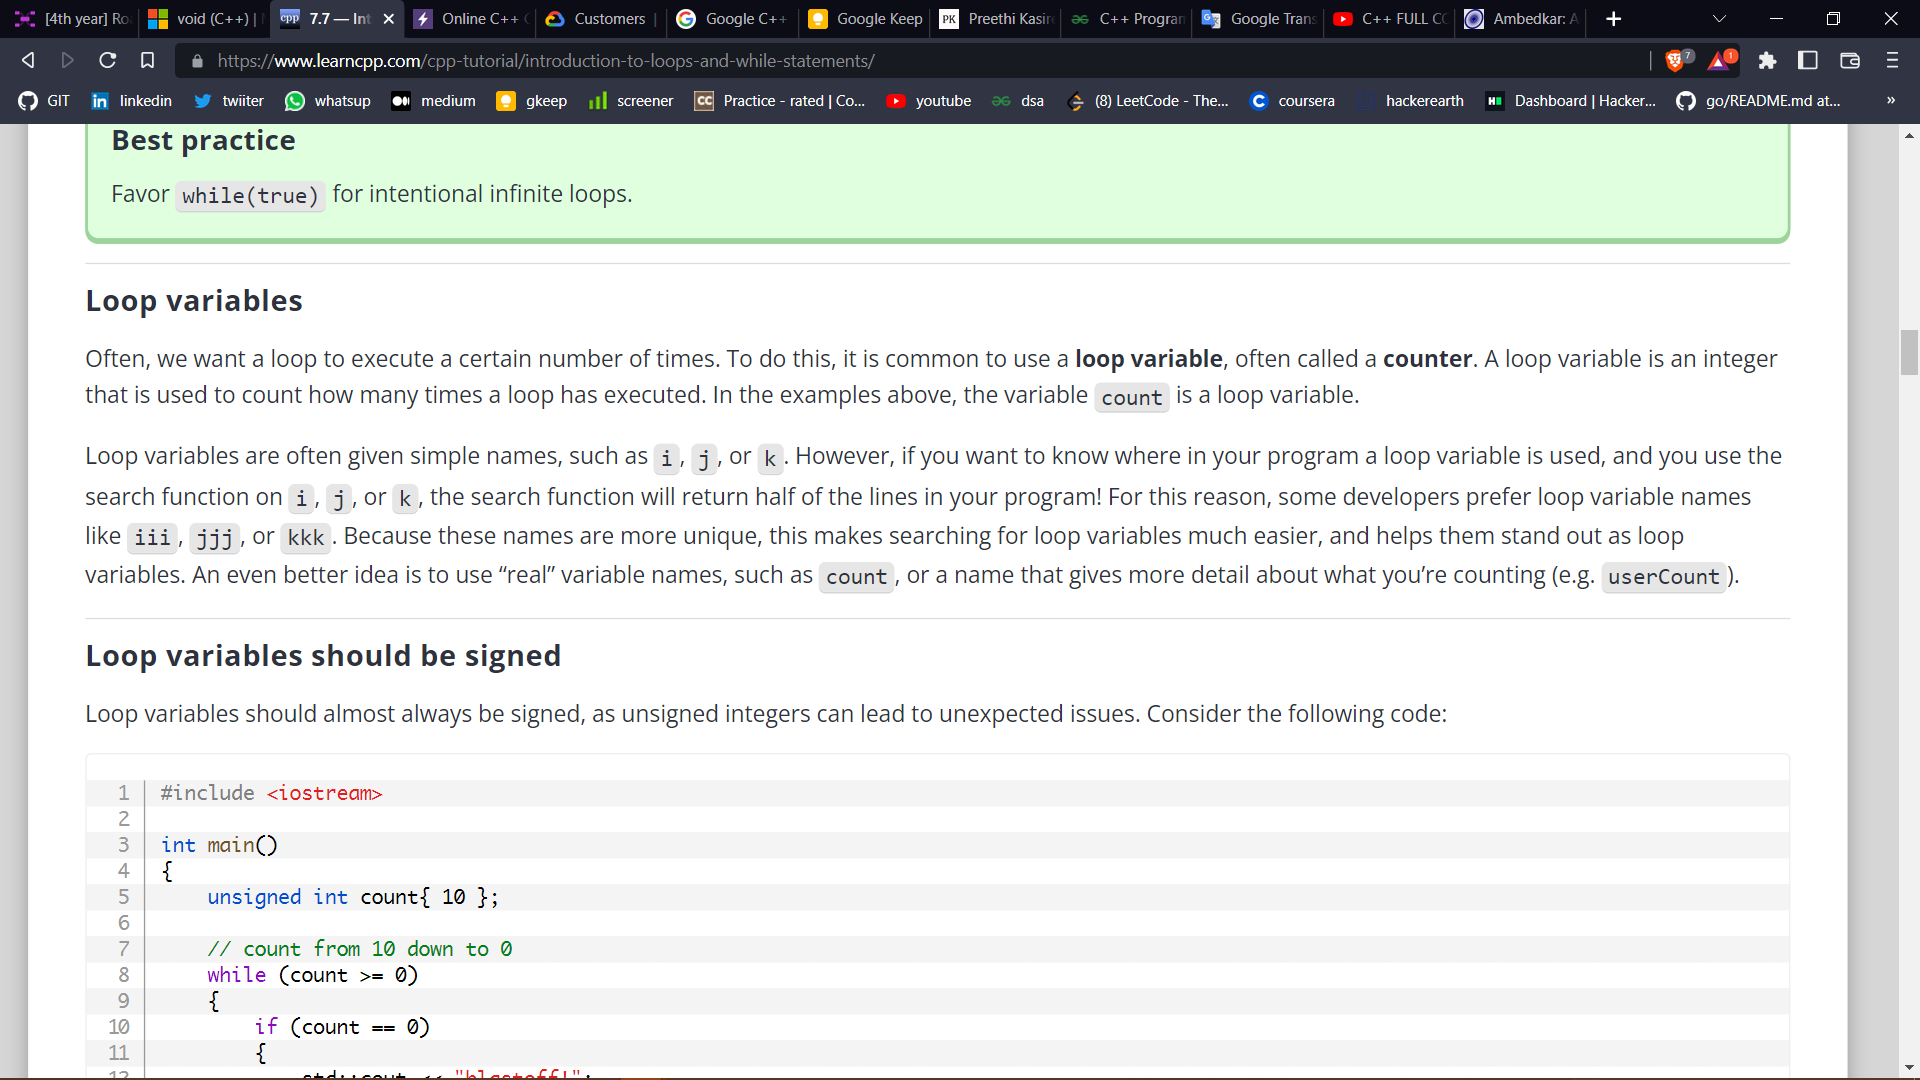 [4th year] Ro
void (C++) |
7.7 — Int
Online C++
Customers
Google C++
Google Keep
PK Preethi Kasir
C++ Program
Google Trans
C++ FULL CO
Ambedkar: A
https://www.learncpp.com/cpp-tutorial/introduction-to-loops-and-while-statements/
7
1
GIT
linkedin
twiiter
whatsup
medium
gkeep
screener
Practice - rated | Co...
youtube
dsa
(8) LeetCode - The...
coursera
hackerearth
Dashboard | Hacker...
go/README.md at...
»
Best practice
Favor while(true) for intentional infinite loops.
Loop variables
Often, we want a loop to execute a certain number of times. To do this, it is common to use a loop variable, often called a counter. A loop variable is an integer
that is used to count how many times a loop has executed. In the examples above, the variable count is a loop variable.
Loop variables are often given simple names, such as i, j, or k. However, if you want to know where in your program a loop variable is used, and you use the
search function on i, j, or k, the search function will return half of the lines in your program! For this reason, some developers prefer loop variable names
like iii, jjj, or kkk. Because these names are more unique, this makes searching for loop variables much easier, and helps them stand out as loop
variables. An even better idea is to use “real” variable names, such as count, or a name that gives more detail about what you’re counting (e.g. userCount).
Loop variables should be signed
Loop variables should almost always be signed, as unsigned integers can lead to unexpected issues. Consider the following code:
1 #include <iostream>
2
3 int main()
4 {
5 unsigned int count{ 10 };
6
7 // count from 10 down to 0
8 while (count >= 0)
9 {
10 if (count == 0)
11 {
12 std::cout << "blastoff!";